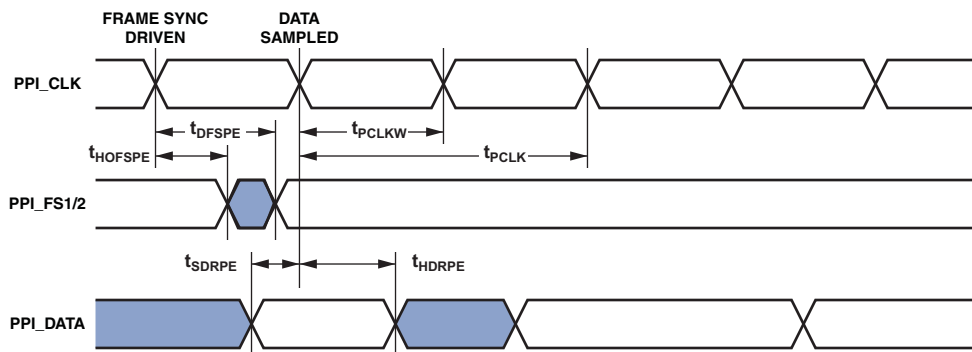 FRAME SYNC
DRIVEN
DATA
SAMPLED
PPI_CLK
tDFSPE
tPCLKW
tHOFSPE
tPCLK
PPI_FS1/2
tSDRPE
tHDRPE
PPI_DATA